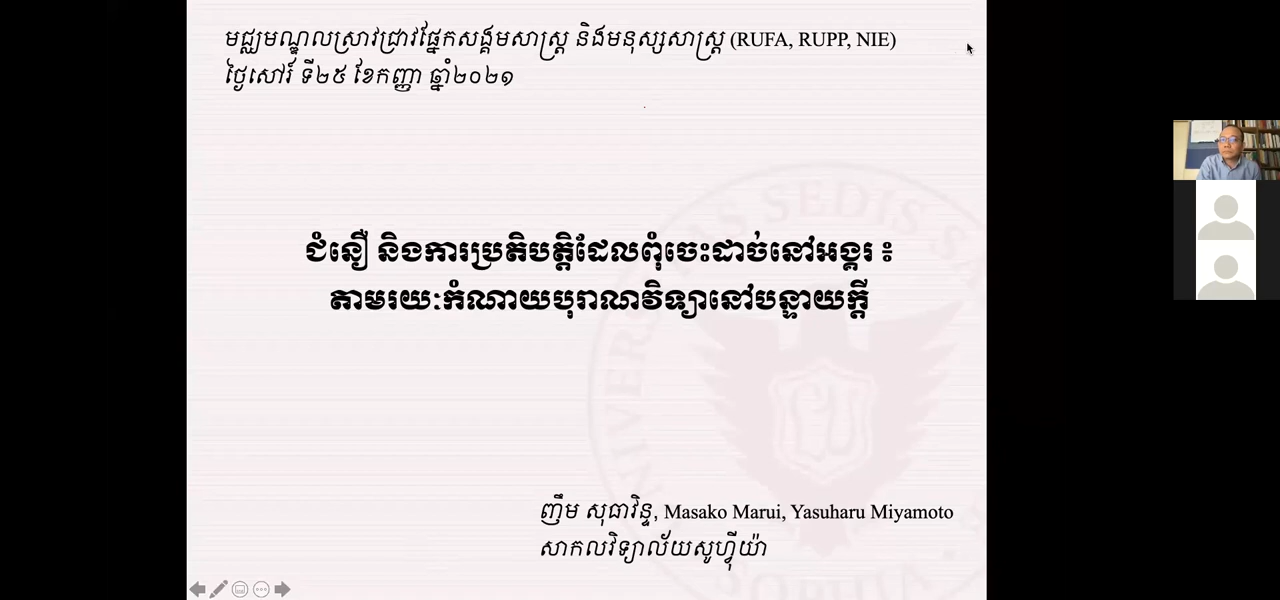 មជ្ឈមណ្ឌលស្រាវជ្រាវផ្នែកសង្គមសាស្ត្រ និងមនុស្សសាស្ត្រ (RUFA, RUPP, NIE)
ថ្ងៃសៅរ៍ ទី២៥ ខែកញ្ញា ឆ្នាំ២០២១
ជំនឿ និងការប្រតិបត្តិដែលពុំចេះដាច់នៅអង្គរ ៖
តាមរយៈកំណាយបុរាណវិទ្យានៅបន្ទាយក្តី
ញឹម សុធាវិន្ទ, Masako Marui, Yasuharu Miyamoto
សាកលវិទ្យាល័យសូហ្វីយ៉ា